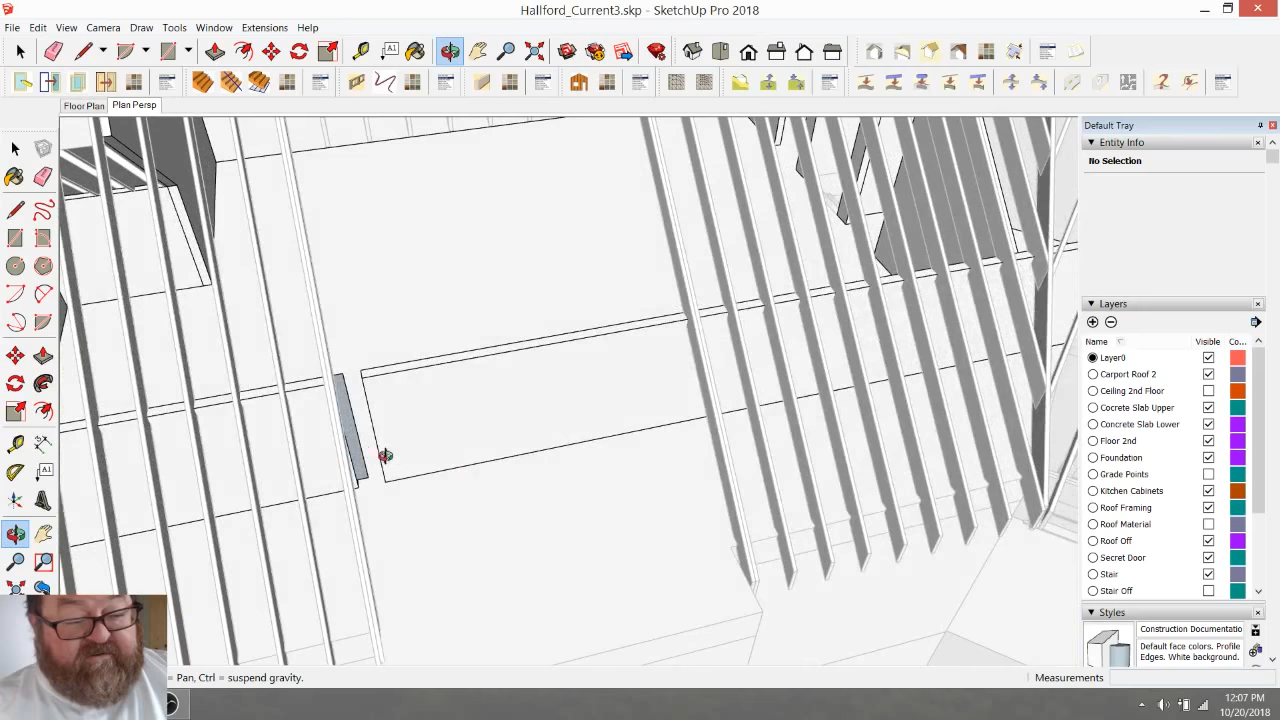 Hallford_Current3.skp - SketchUp Pro 2018
File Edit View Camera Draw Tools Window Extensions Help
A1
Floor Plan Plan Persp
Default Tray
Entity Info
No Selection
Layers
Name Visible Co...
Layer0
Carport Roof 2
Ceiling 2nd Floor
Cocrete Slab Upper
Concrete Slab Lower
Floor 2nd
Foundation
Grade Points
Kitchen Cabinets
Roof Framing
Roof Material
Roof Off
Secret Door
Stair
Stair Off
Styles
Construction Documentatio
Default face colors. Profile
Edges. White background.
A1
= Pan, Ctrl = suspend gravity.
Measurements
12:07 PM
10/20/2018